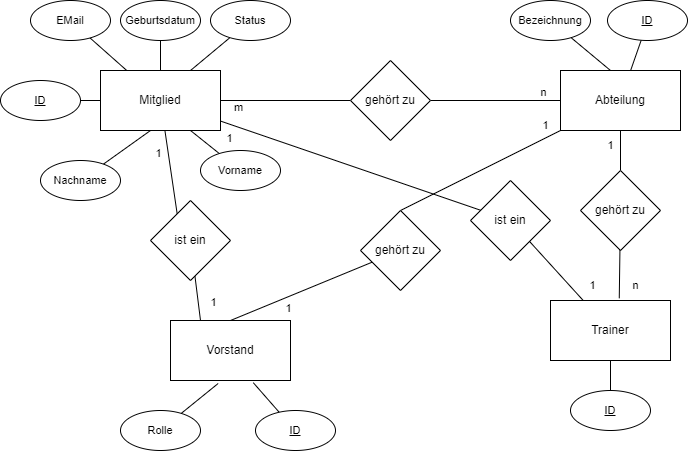 EMail
Geburtsdatum
Status
Bezeichnung
ID
ID
Mitglied
gehört zu
Abteilung
m
n
1
1
1
1
Nachname
Vorname
ist ein
gehört zu
ist ein
gehört zu
1
1
1
n
Vorstand
Trainer
Rolle
ID
ID